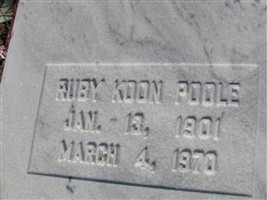 RUBY KOON POOLE
JAN. 13, 1901
MARCH 4, 1970